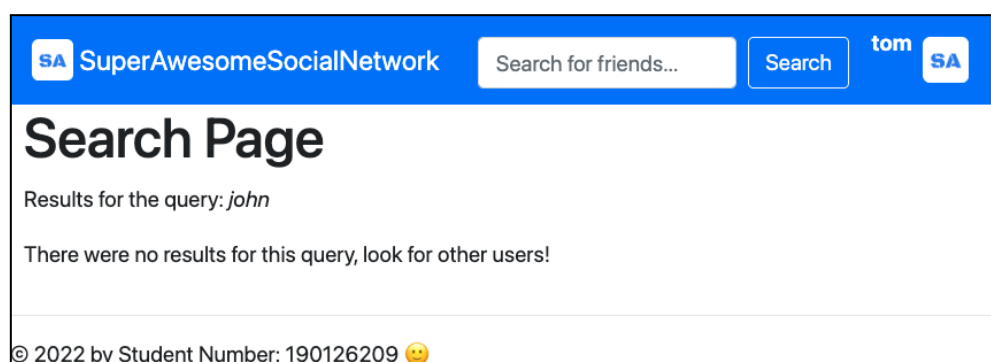 SA SuperAwesomeSocialNetwork Search for friends... Search tom SA
Search Page
Results for the query: john
There were no results for this query, look for other users!
© 2022 by Student Number: 190126209 🙂